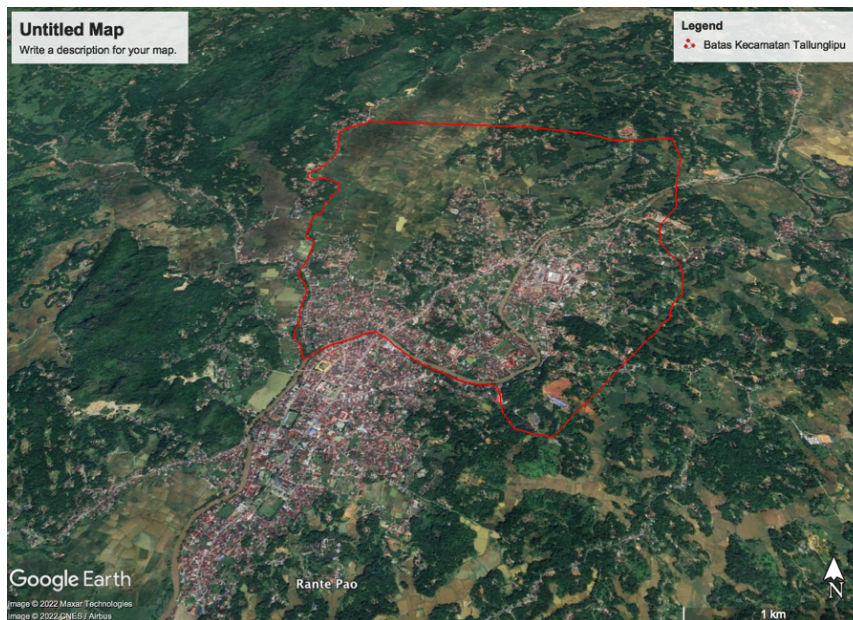 Untitled Map
Write a description for your map.
Legend
Batas Kecamatan Tallunglipu
Rante Pao
Google Earth
Image © 2022 Maxar Technologies
Image © 2022 CNES / Airbus
N
1 km